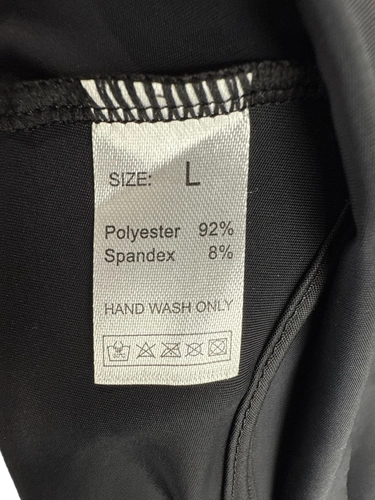 SIZE: L
Polyester 92%
Spandex 8%
HAND WASH ONLY